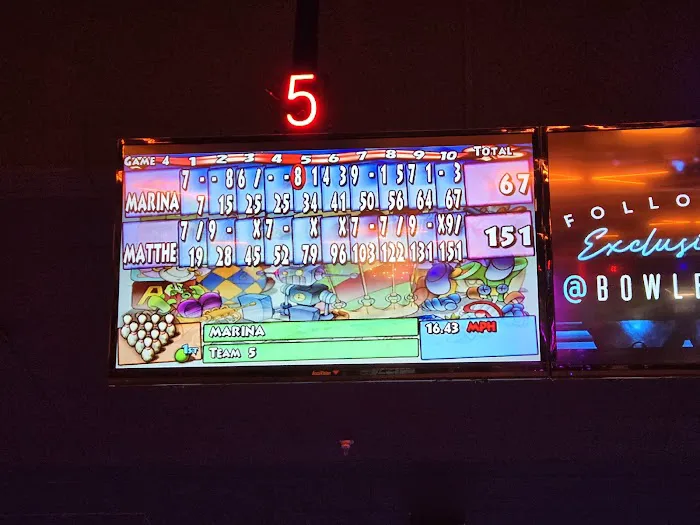 5
GAME 4 1 2 3 4 5 6 7 8 9 10 TOTAL
7 - - 8 6 / - - 8 1 4 3 9 - 1 5 7 1 - 3
MARINA 7 15 25 25 34 41 50 56 64 67 67
7 / 9 - X 7 - X X 7 - 7 / 9 - X 9 /
MATTHE 19 28 45 52 79 96 103 122 131 151 151
1ST
MARINA
16.43 MPH
TEAM 5
FOLLO
Exclusi
@BOWLE